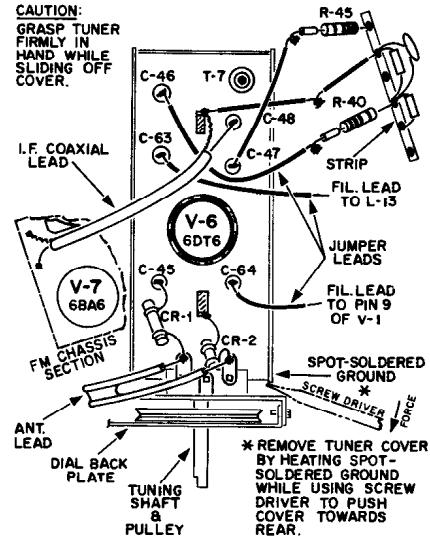 CAUTION:
GRASP TUNER
FIRMLY IN
HAND WHILE
SLIDING OFF
COVER.
R-45
C-46
T-7
R-40
C-63
C-48
I.F. COAXIAL
LEAD
C-47
STRIP
FIL. LEAD
TO L-13
V-6
6DT6
JUMPER
LEADS
V-7
6BA6
C-45
C-64
FIL. LEAD
TO PIN 9
OF V-1
CR-1
CR-2
FM CHASSIS
SECTION
SPOT-SOLDERED
GROUND
*
SCREW DRIVER
FORCE
ANT.
LEAD
DIAL BACK
PLATE
TUNING
SHAFT
&
PULLEY
* REMOVE TUNER COVER
BY HEATING SPOT-
SOLDERED GROUND
WHILE USING SCREW
DRIVER TO PUSH
COVER TOWARDS
REAR.